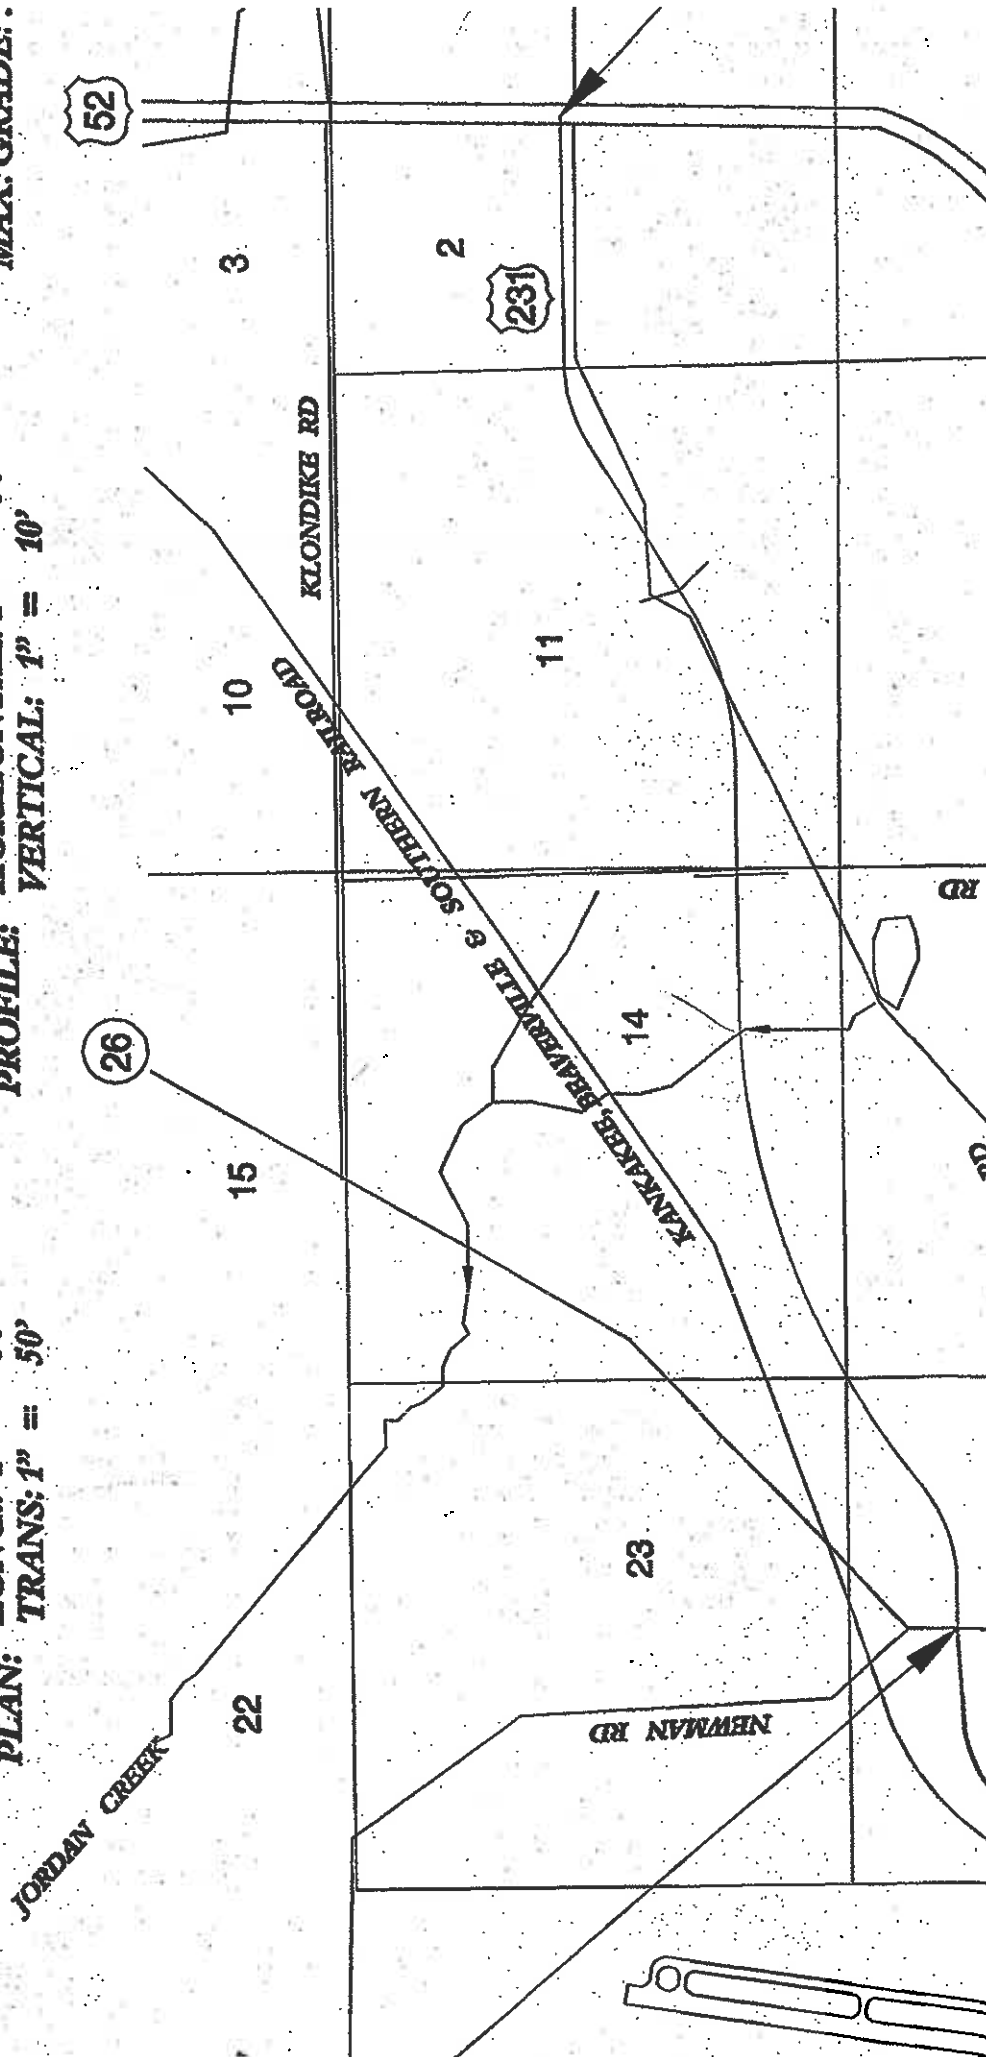 MAX. GRADE:
PROFILE:
VERTICAL: 1" = 10'
PLAN:
TRANS: 1" = 50'
52
3
2
231
KLONDIKE RD
10
11
KANKAKEE, BEAVERVILLE & SOUTHERN RAILROAD
RD
26
15
14
22
23
NEWMAN RD
JORDAN CREEK